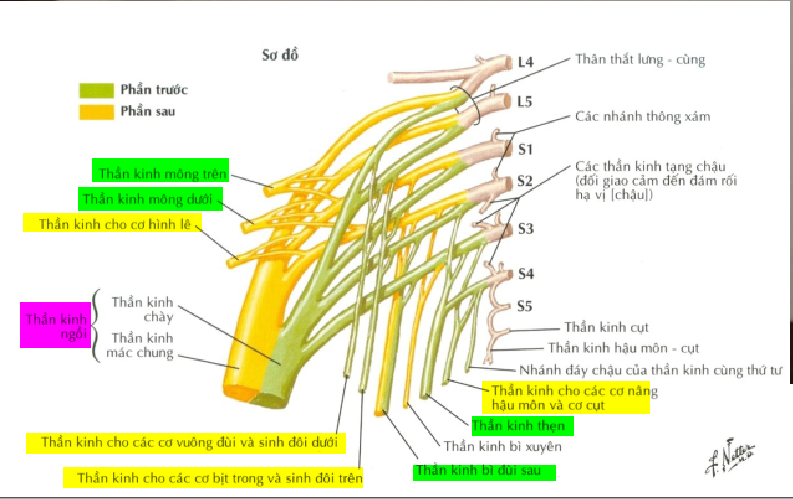 Sơ đồ
Phần trước
Phần sau
L4
L5
S1
S2
S3
S4
S5
Thân thắt lưng - cùng
Các nhánh thông xám
Các thần kinh tạng chậu
(đối giao cảm đến đám rối
hạ vị [chậu])
Thần kinh mông trên
Thần kinh mông dưới
Thần kinh cho cơ hình lê
Thần kinh
ngồi
Thần kinh
chày
Thần kinh
mác chung
Thần kinh cụt
Thần kinh hậu môn - cụt
Nhánh đáy chậu của thần kinh cùng thứ tư
Thần kinh cho các cơ nâng
hậu môn và cơ cụt
Thần kinh thẹn
Thần kinh bì xuyên
Thần kinh bì đùi sau
Thần kinh cho các cơ vuông đùi và sinh đôi dưới
Thần kinh cho các cơ bịt trong và sinh đôi trên
F. Netter